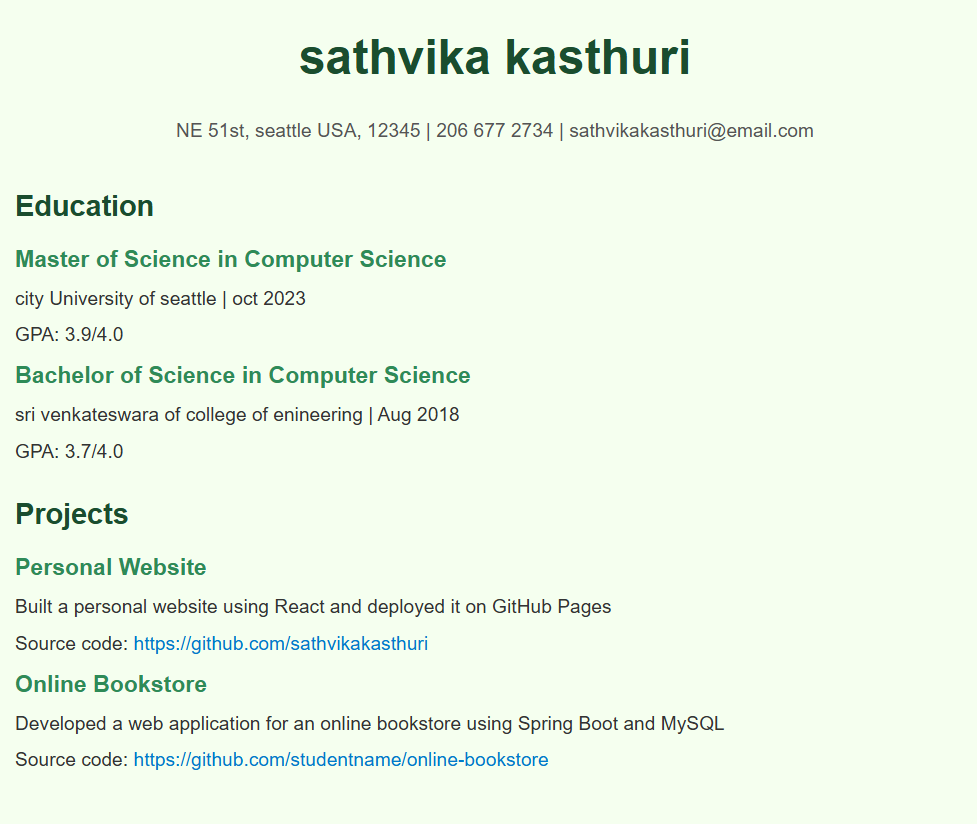 sathvika kasthuri
NE 51st, seattle USA, 12345 | 206 677 2734 | sathvikakasthuri@email.com
Education
Master of Science in Computer Science
city University of seattle | oct 2023
GPA: 3.9/4.0
Bachelor of Science in Computer Science
sri venkateswara of college of enineering | Aug 2018
GPA: 3.7/4.0
Projects
Personal Website
Built a personal website using React and deployed it on GitHub Pages
Source code: https://github.com/sathvikakasthuri
Online Bookstore
Developed a web application for an online bookstore using Spring Boot and MySQL
Source code: https://github.com/studentname/online-bookstore